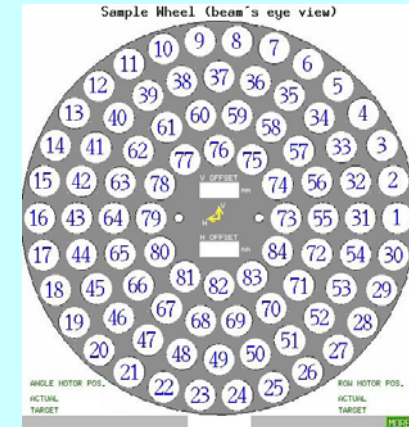 Sample Wheel (beam's eye view)
9 8
10 7
11 6
12 38 37 36 5
39 35
13 40 60 59 34 4
61 58
14 41 62 76 57 33 3
77 75
15 42 63 78 V OFFSET 74 56 32 2
MM
V
16 43 64 79 73 55 31 1
H
H OFFSET
17 44 65 80 MM 84 72 54 30
81 82 83
18 45 66 71 53 29
67 70
19 46 68 69 52 28
47 51
20 48 49 50 27
21 26
22 25
23 24
ANGLE MOTOR POS. ROW MOTOR POS.
ACTUAL ACTUAL
TARGET TARGET
MORE